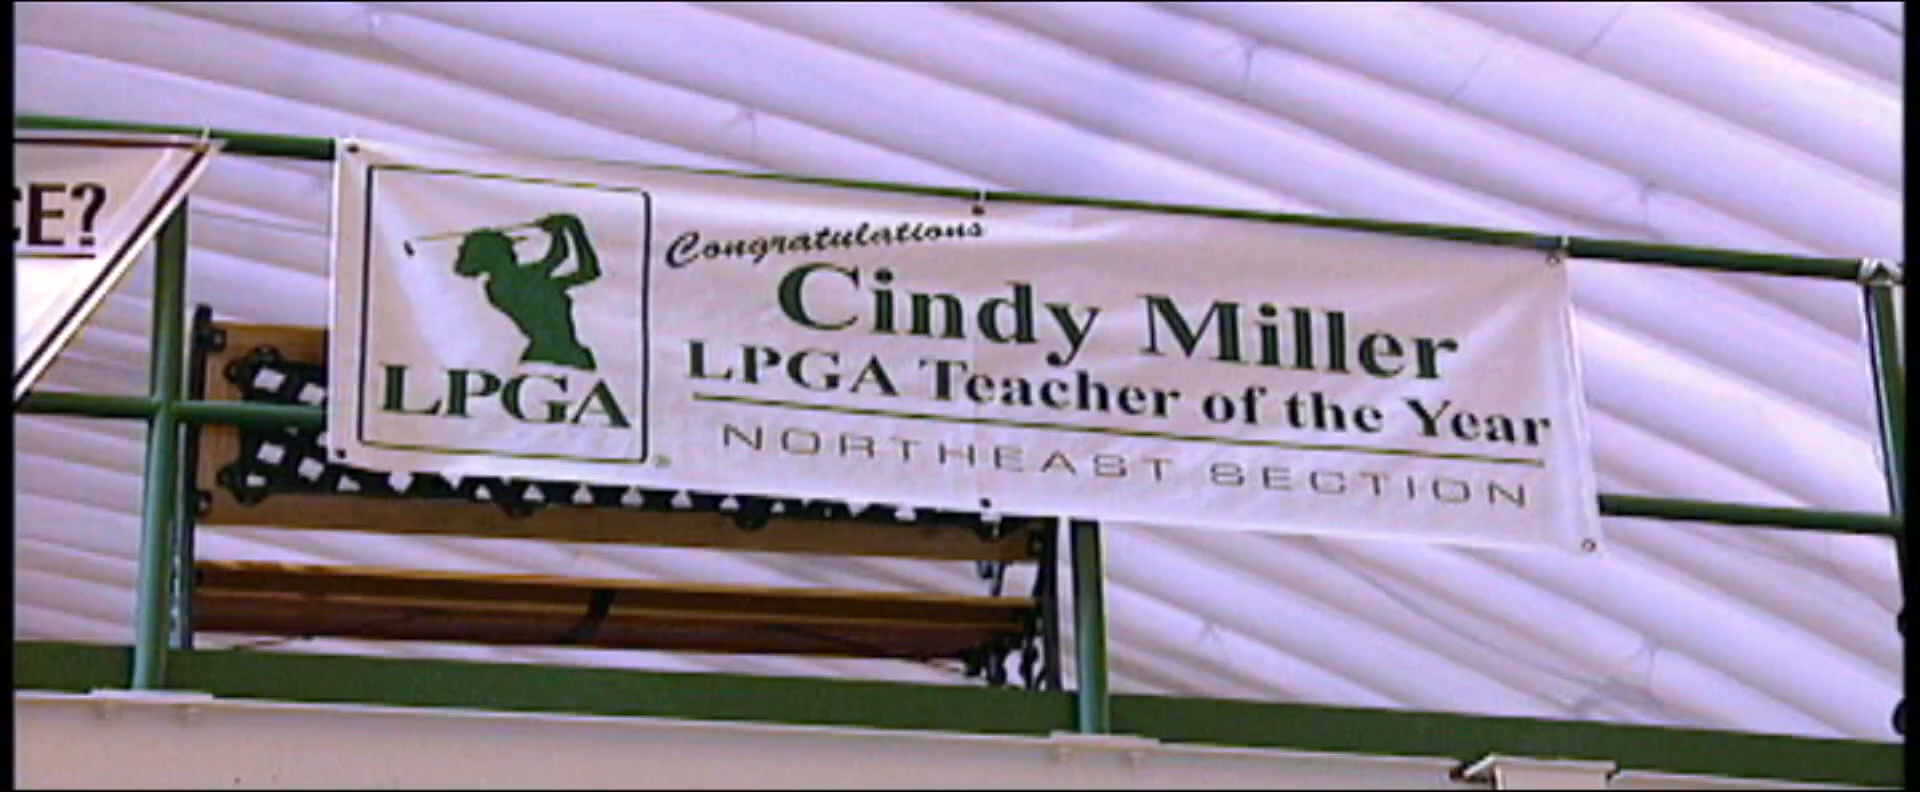 LPGA
Congratulations
Cindy Miller
LPGA Teacher of the Year
NORTHEAST SECTION